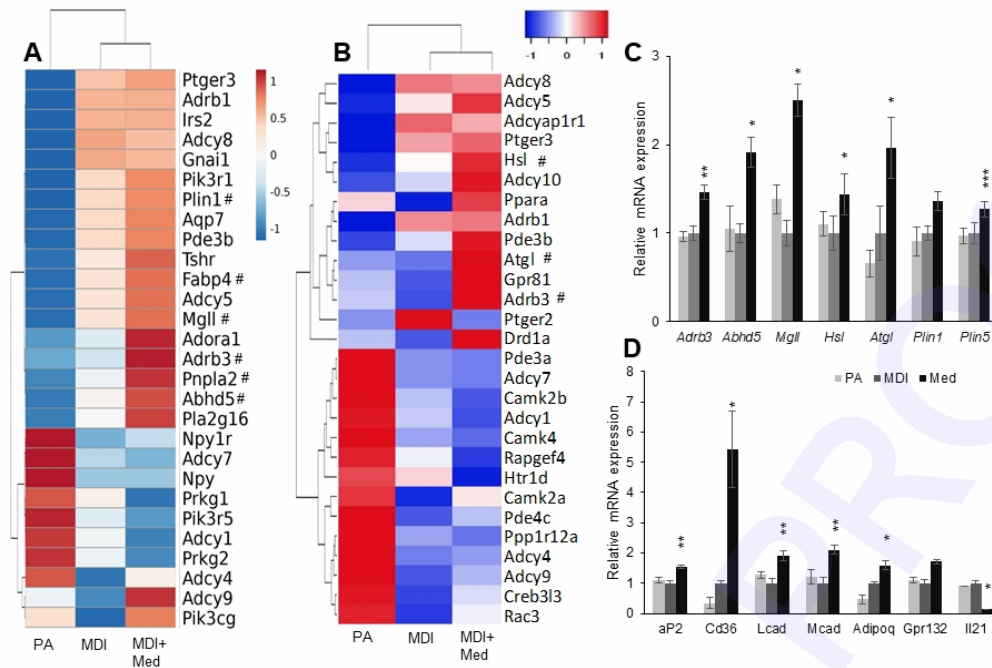 A
Ptger3
Adrb1
Irs2
Adcy8
Gnai1
Pik3r1
Plin1 #
Aqp7
Pde3b
Tshr
Fabp4 #
Adcy5
Mgll #
Adora1
Adrb3 #
Pnpla2 #
Abhd5 #
Pla2g16
Npy1r
Adcy7
Npy
Prkg1
Pik3r5
Adcy1
Prkg2
Adcy4
Adcy9
Pik3cg
1
0.5
0
-0.5
-1
PA MDI MDI+
Med
B
-1 0 1
Adcy8
Adcy5
Adcyap1r1
Ptger3
Hsl #
Adcy10
Ppara
Adrb1
Pde3b
Atgl #
Gpr81
Adrb3 #
Ptger2
Drd1a
Pde3a
Adcy7
Camk2b
Adcy1
Camk4
Rapgef4
Htr1d
Camk2a
Pde4c
Ppp1r12a
Adcy4
Adcy9
Creb3l3
Rac3
PA MDI MDI+
Med
C
Relative mRNA expression
3
2
1
0
** * * * * ***
Adrb3 Abhd5 Mgll Hsl Atgl Plin1 Plin5
D
PA MDI Med
Relative mRNA expression
8
6
4
2
1
0
** * ** ** * *
aP2 Cd36 Lcad Mcad Adipoq Gpr132 Il21
PRO